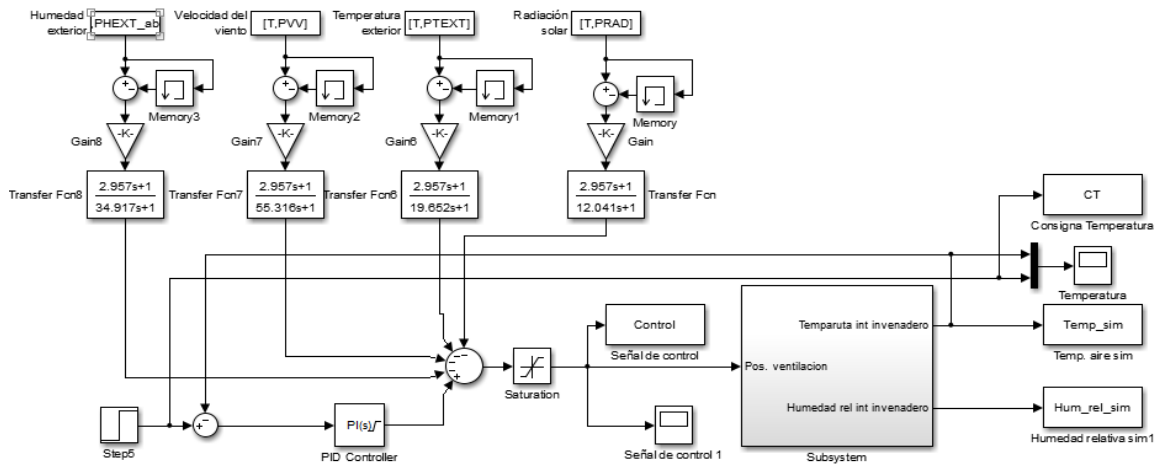 Humedad exterior
,PHEXT_ab
Velocidad del viento
[T,PVV]
Temperatura exterior
[T,PTEXT]
Radiación solar
[T,PRAD]
Memory3
Memory2
Memory1
Memory
-K-
Gain8
-K-
Gain7
-K-
Gain6
-K-
Gain
Transfer Fcn8
2.957s+1
34.917s+1
Transfer Fcn7
2.957s+1
55.316s+1
Transfer Fcn6
2.957s+1
19.652s+1
2.957s+1
12.041s+1
Transfer Fcn
CT
Consigna Temperatura
Temperatura
Control
Señal de control
Temparuta int invenadero
Pos. ventilacion
Humedad rel int invenadero
Subsystem
Temp_sim
Temp. aire sim
Hum_rel_sim
Humedad relativa sim1
Saturation
Señal de control 1
Step5
PI(s)
PID Controller